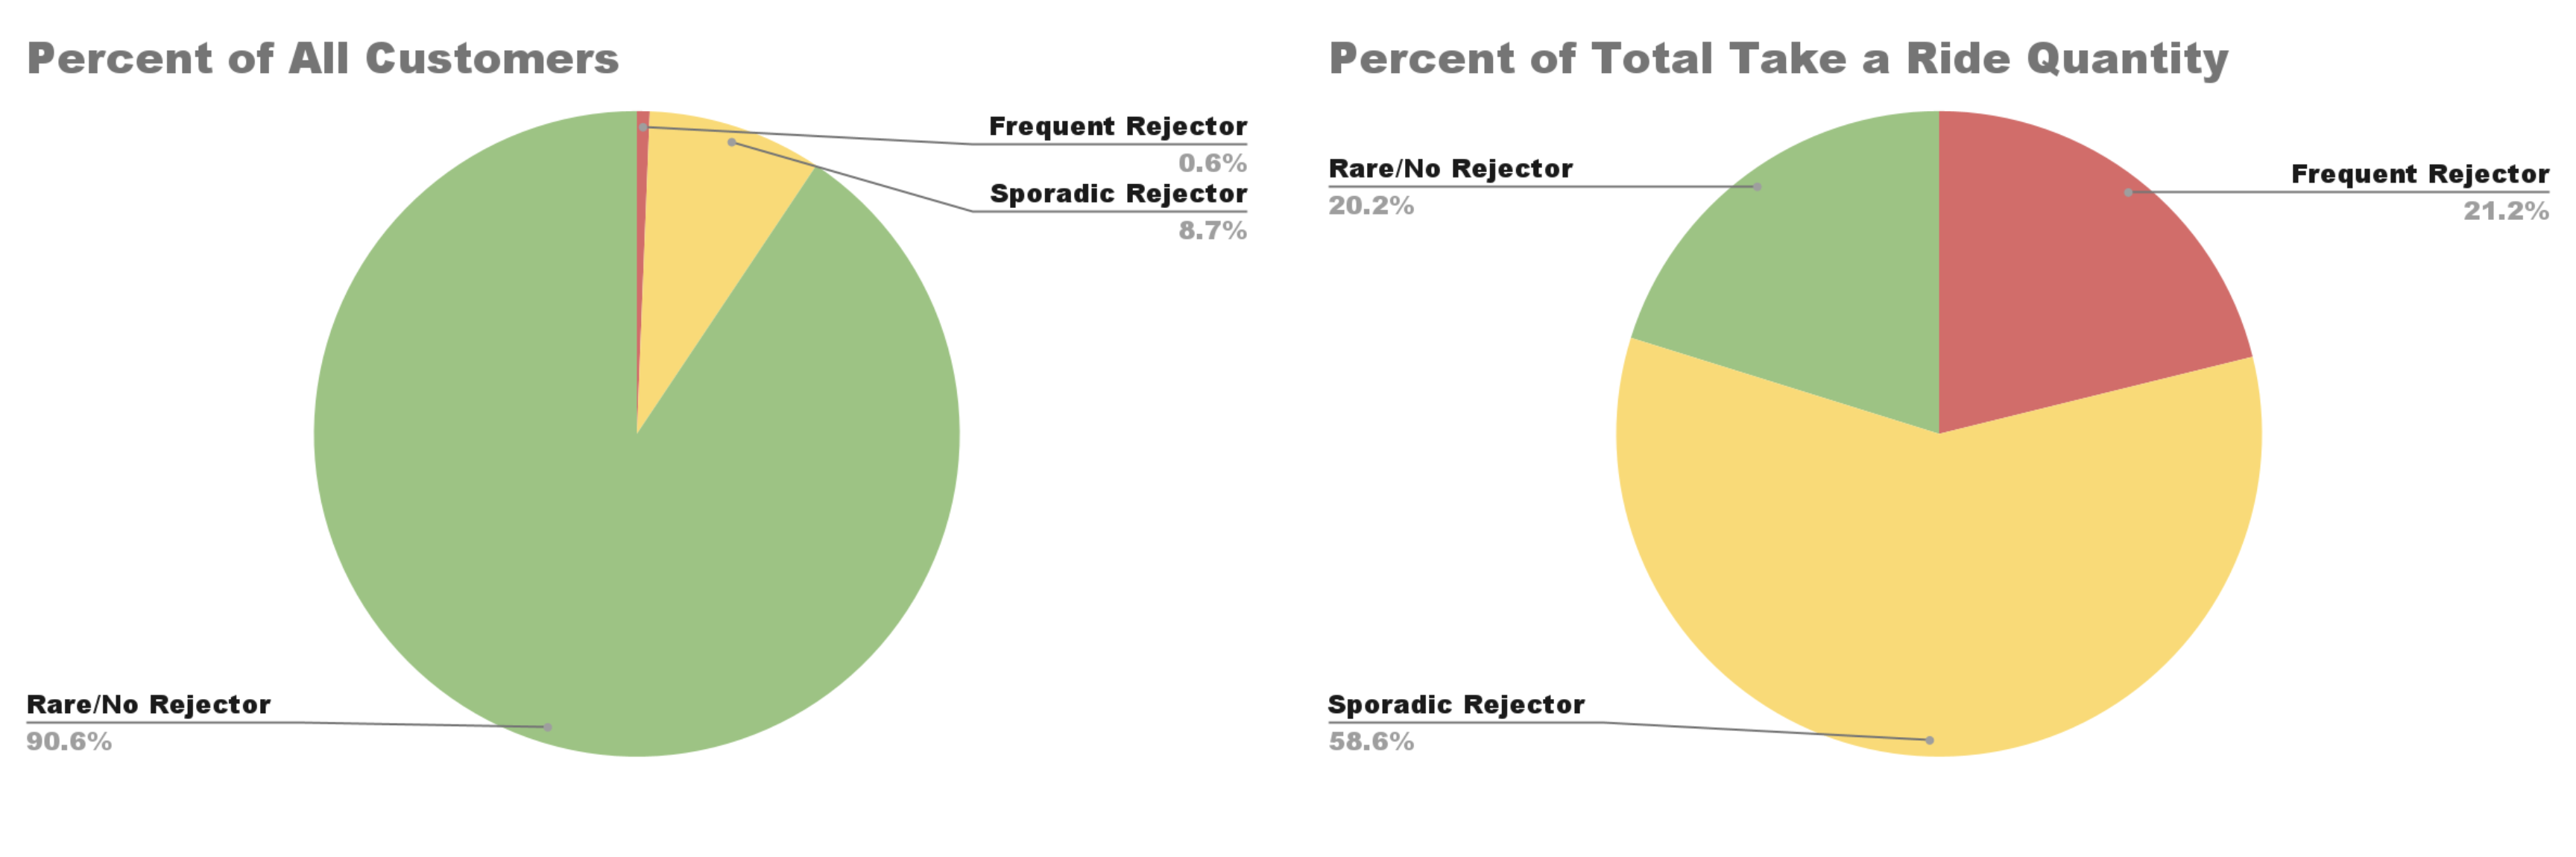 Percent of All Customers
Frequent Rejector
0.6%
Sporadic Rejector
8.7%
Rare/No Rejector
90.6%
Percent of Total Take a Ride Quantity
Rare/No Rejector
20.2%
Frequent Rejector
21.2%
Sporadic Rejector
58.6%